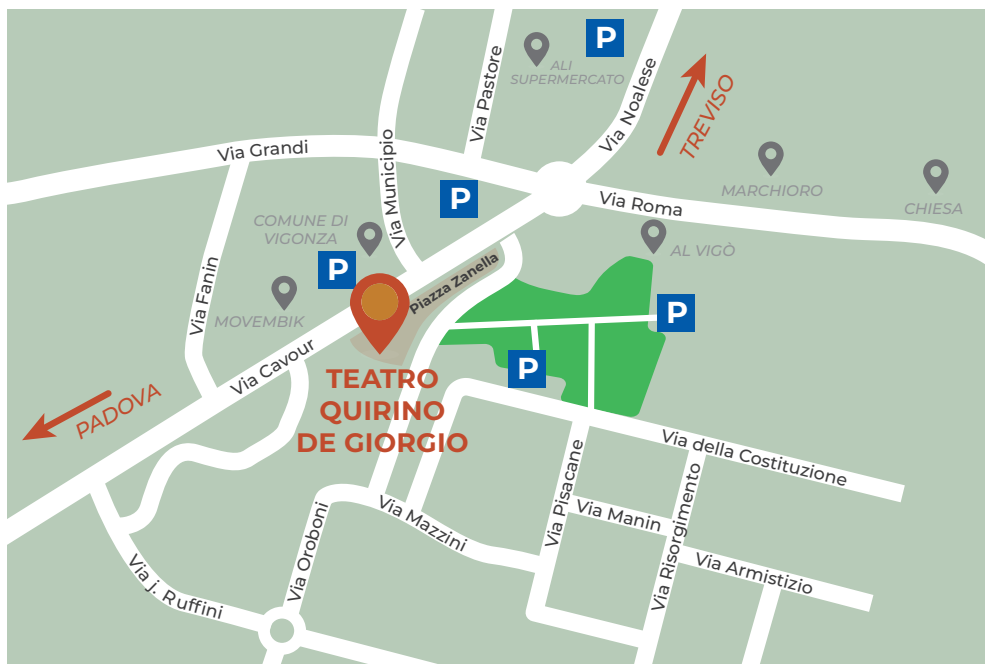 P
ALI
SUPERMERCATO
Via Pastore
Via Noalese
TREVISO
Via Grandi
Via Municipio
P
MARCHIORO
CHIESA
Via Roma
COMUNE DI
VIGONZA
AL VIGÒ
P
Piazza Zanella
Via Fanin
MOVEMBIK
P
Via Cavour
P
PADOVA
TEATRO
QUIRINO
DE GIORGIO
Via della Costituzione
Via Pisacane
Via Mazzini
Via Manin
Via Risorgimento
Via Oroboni
Via Armistizio
Via j. Ruffini